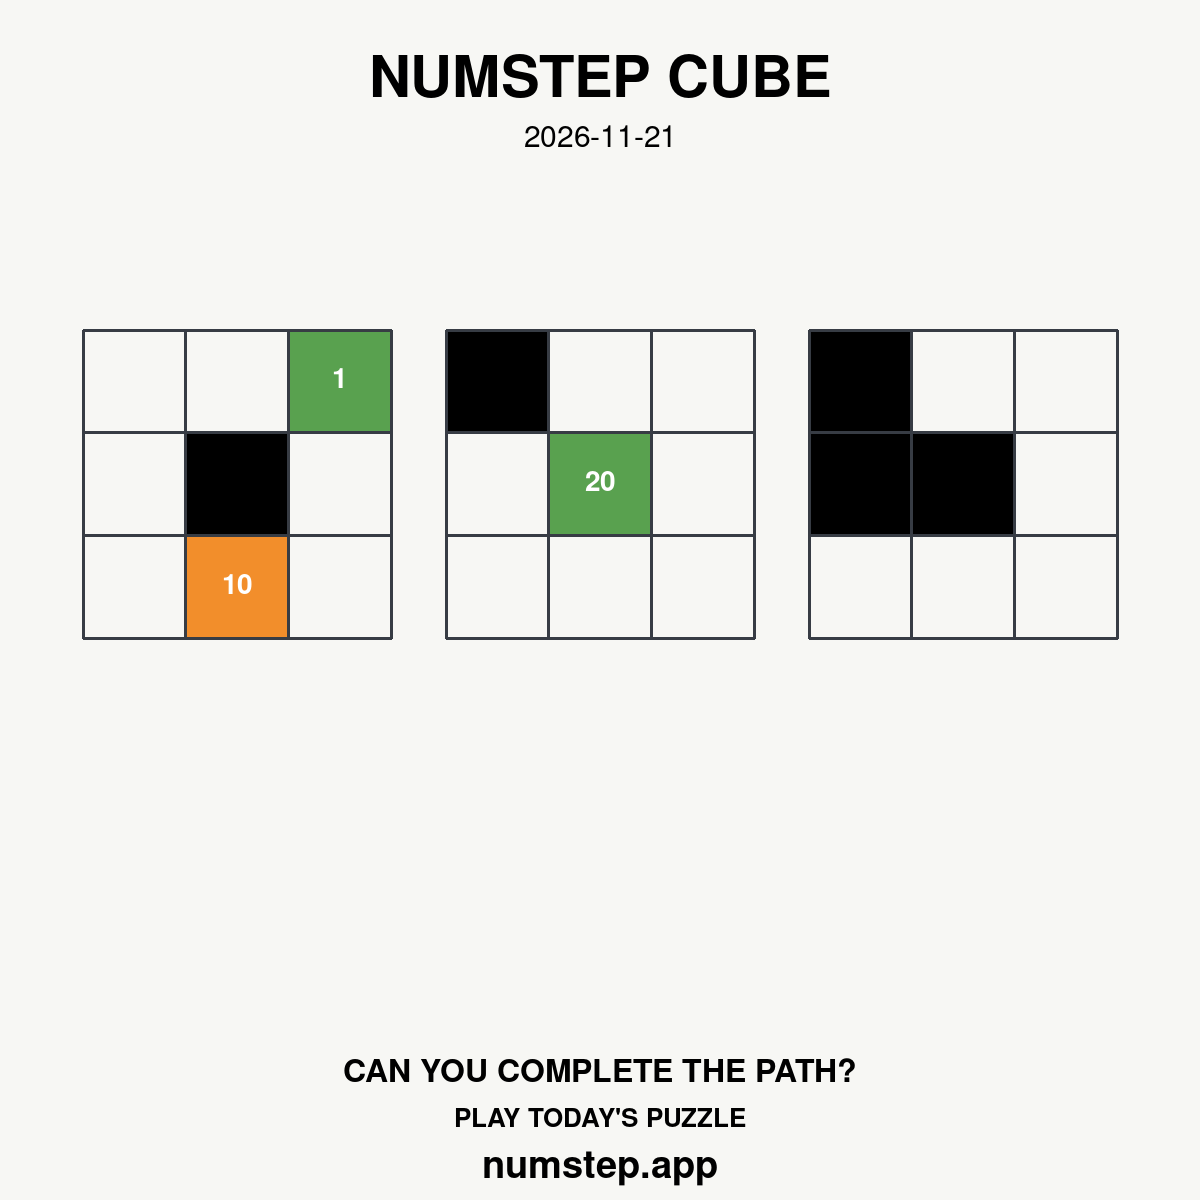 NUMSTEP CUBE
2026-11-21
1
20
10
CAN YOU COMPLETE THE PATH?
PLAY TODAY'S PUZZLE
numstep.app